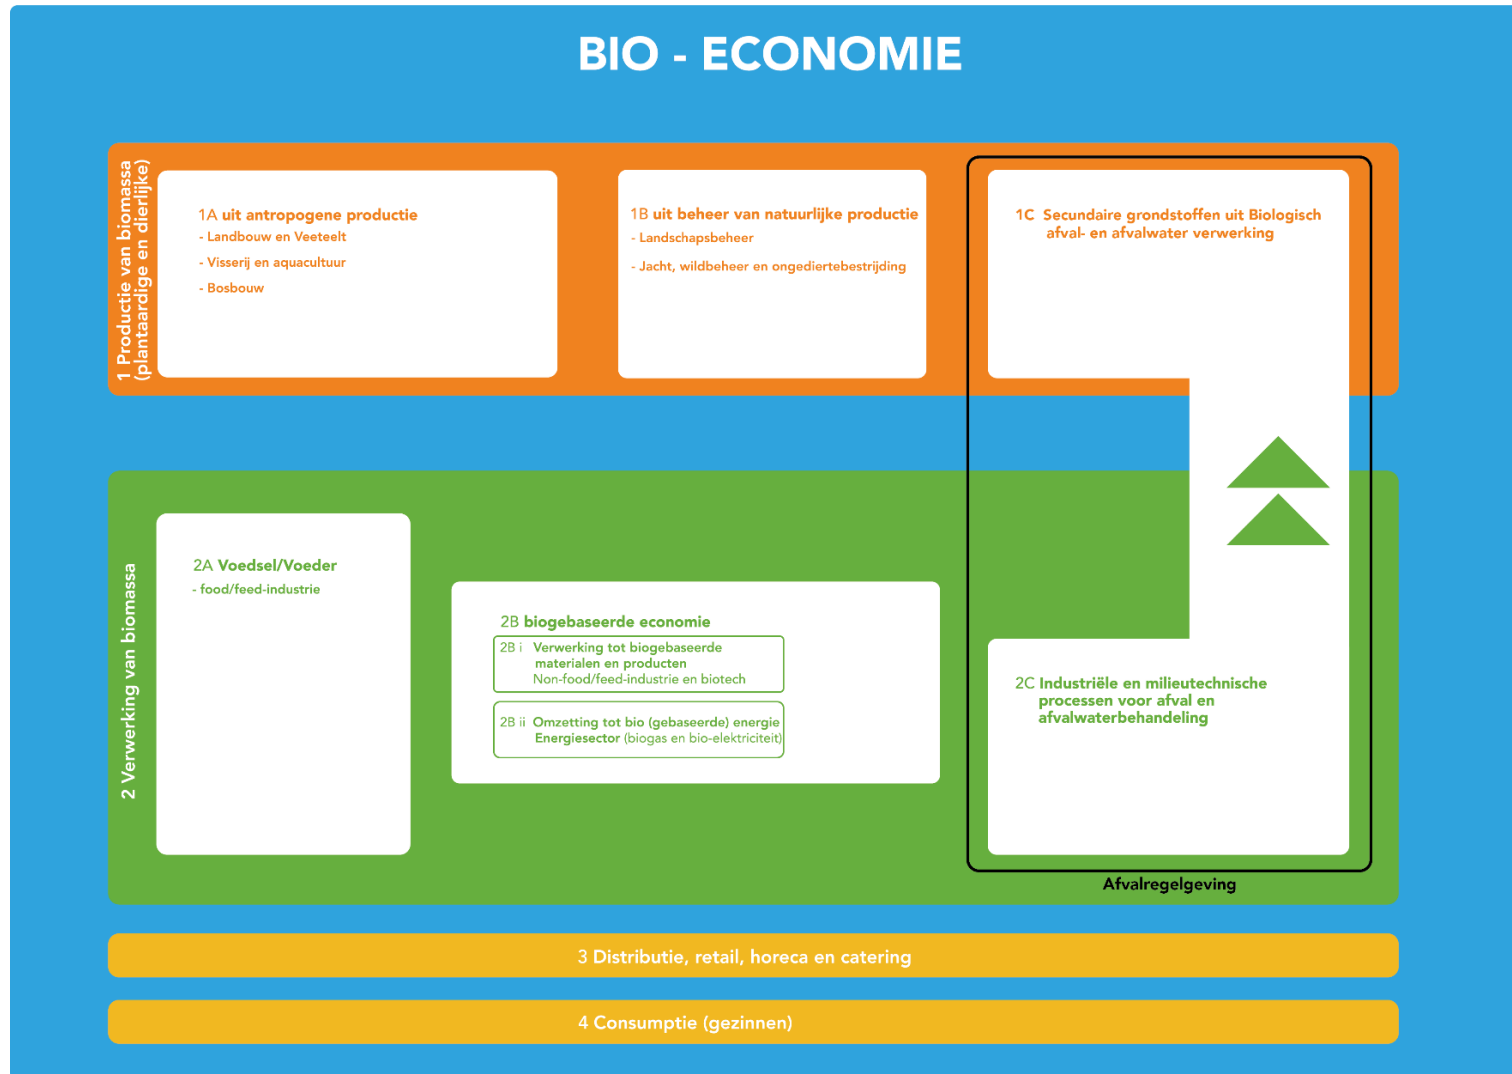 BIO - ECONOMIE
1 Productie van biomassa
(plantaardige en dierlijke)
1A uit antropogene productie
- Landbouw en Veeteelt
- Visserij en aquacultuur
- Bosbouw
1B uit beheer van natuurlijke productie
- Landschapsbeheer
- Jacht, wildbeheer en ongediertebestrijding
1C Secundaire grondstoffen uit Biologisch
afval- en afvalwater verwerking
2 Verwerking van biomassa
2A Voedsel/Voeder
- food/feed-industrie
2B biogebaseerde economie
2B i Verwerking tot biogebaseerde
materialen en producten
Non-food/feed-industrie en biotech
2B ii Omzetting tot bio (gebaseerde) energie
Energiesector (biogas en bio-elektriciteit)
2C Industriële en milieutechnische
processen voor afval en
afvalwaterbehandeling
Afvalregelgeving
3 Distributie, retail, horeca en catering
4 Consumptie (gezinnen)